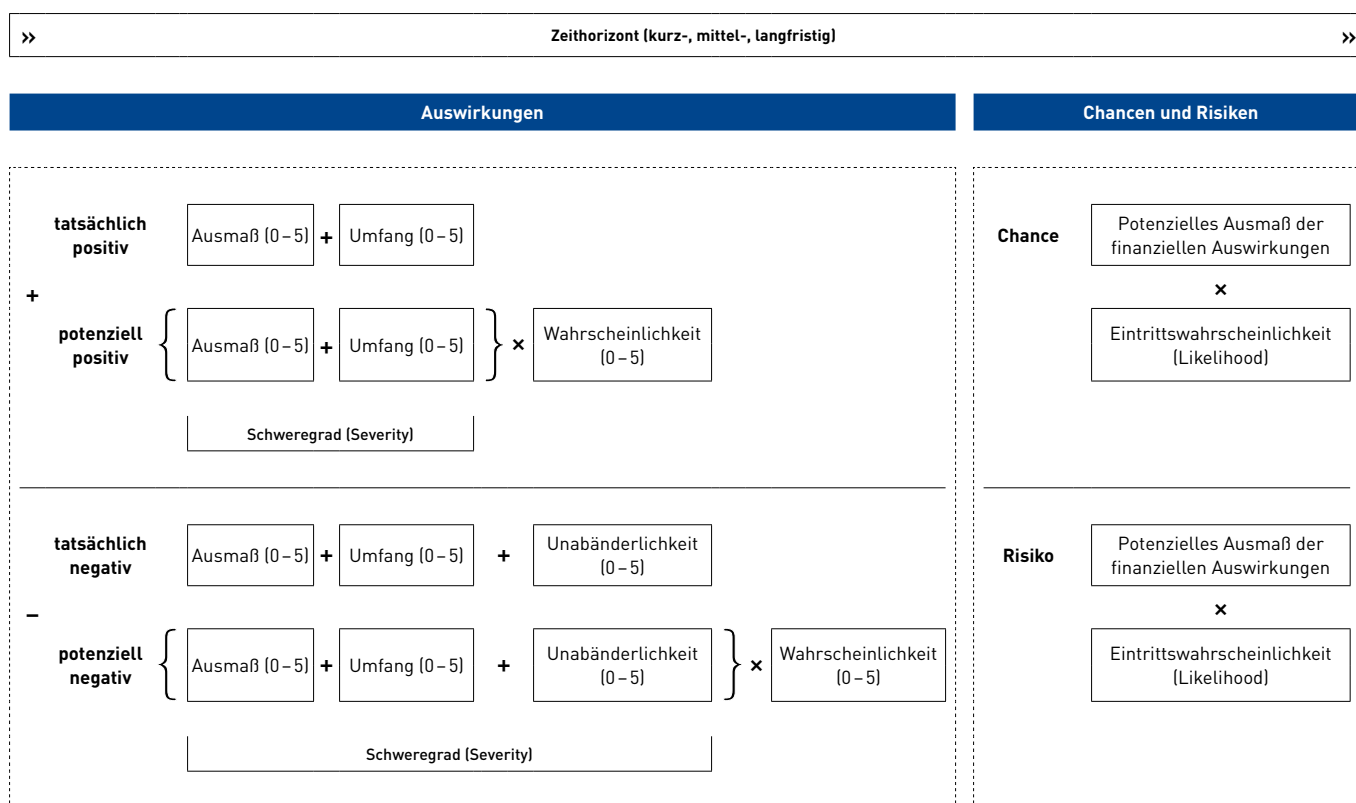 » Zeithorizont (kurz-, mittel-, langfristig) »
Auswirkungen
Chancen und Risiken
tatsächlich
positiv
Ausmaß (0–5) + Umfang (0–5)
+
potenziell
positiv
{ Ausmaß (0–5) + Umfang (0–5) } × Wahrscheinlichkeit
(0–5)
Schweregrad (Severity)
tatsächlich
negativ
Ausmaß (0–5) + Umfang (0–5) + Unabänderlichkeit
(0–5)
–
potenziell
negativ
{ Ausmaß (0–5) + Umfang (0–5) + Unabänderlichkeit
(0–5) } × Wahrscheinlichkeit
(0–5)
Schweregrad (Severity)
Chance
Potenzielles Ausmaß der
finanziellen Auswirkungen
×
Eintrittswahrscheinlichkeit
(Likelihood)
Risiko
Potenzielles Ausmaß der
finanziellen Auswirkungen
×
Eintrittswahrscheinlichkeit
(Likelihood)